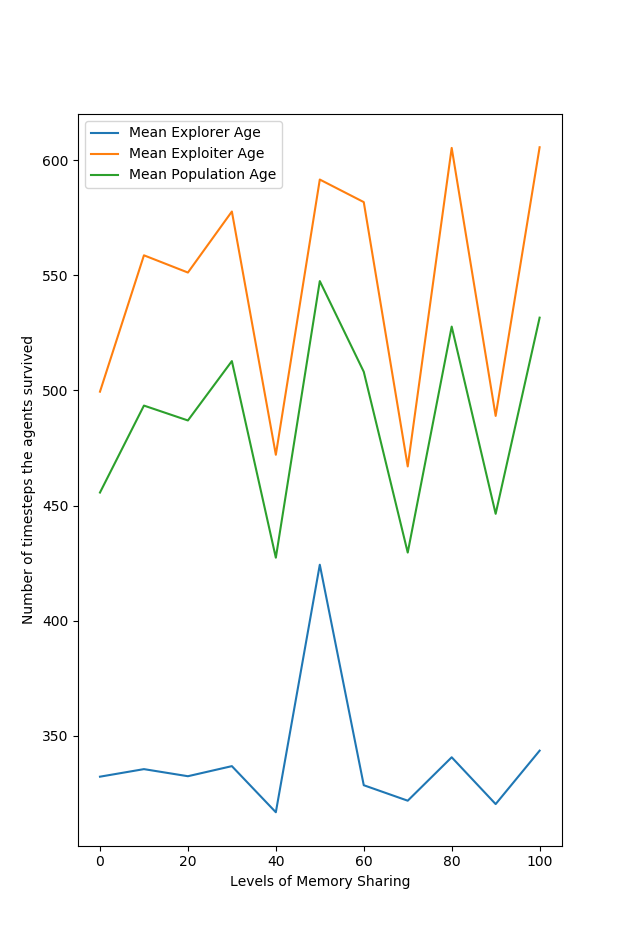 Mean Explorer Age
Mean Exploiter Age
Mean Population Age
600
550
500
450
400
350
Number of timesteps the agents survived
0 20 40 60 80 100
Levels of Memory Sharing